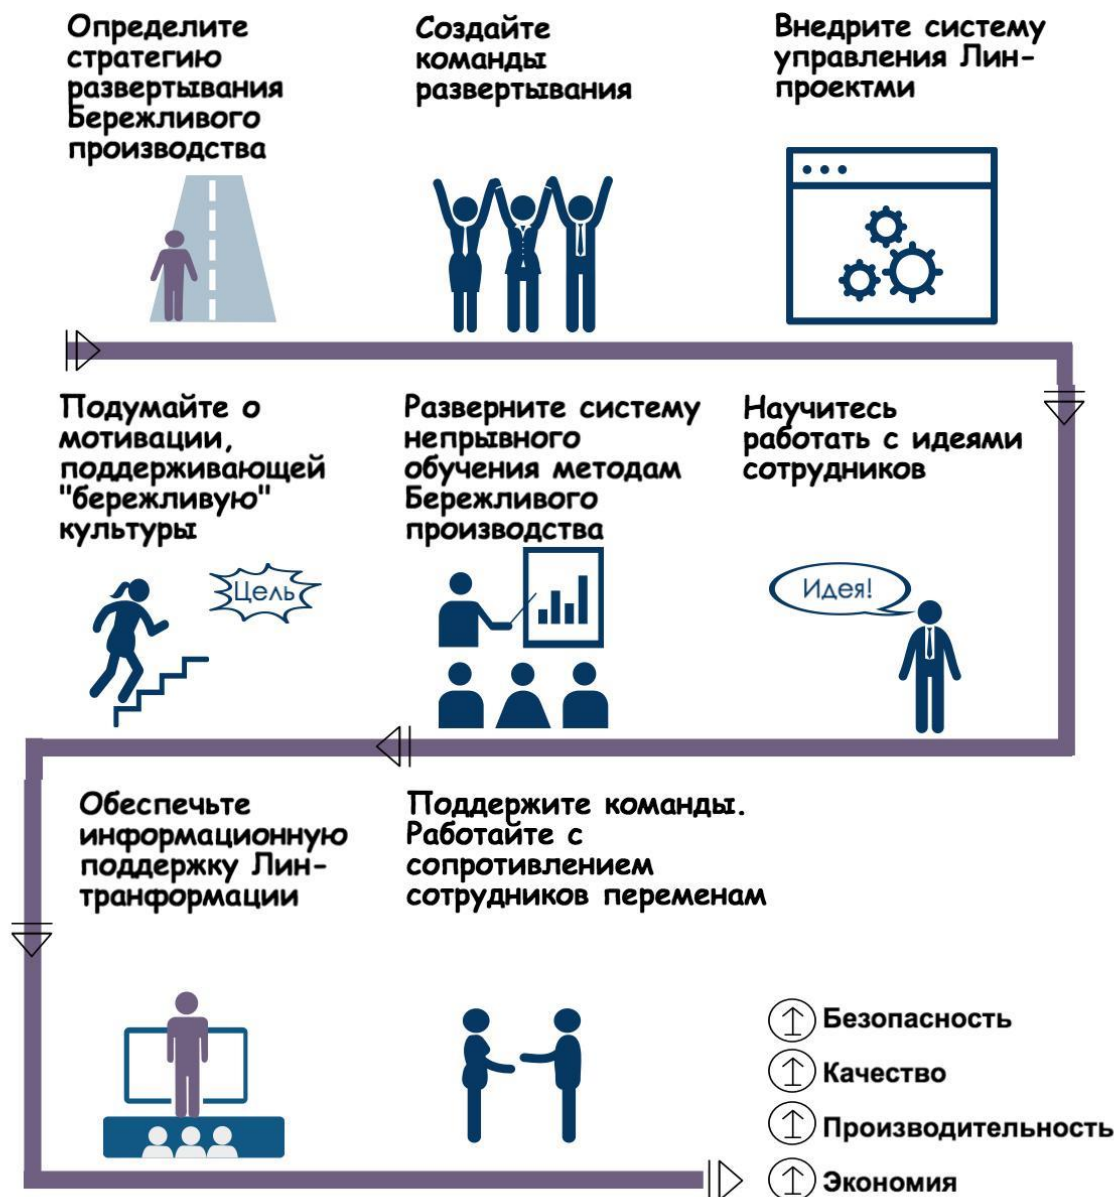 Определите
стратегию
развертывания
Бережливого
производства
Создайте
команды
развертывания
Внедрите систему
управления Лин-
проектми
Подумайте о
мотивации,
поддерживающей
"бережливую"
культуры
Цель
Разверните систему
непрывного
обучения методам
Бережливого
производства
Научитесь
работать с идеями
сотрудников
Идея!
Обеспечьте
информационную
поддержку Лин-
транформации
Поддержите команды.
Работайте с
сопротивлением
сотрудников переменам
Безопасность
Качество
Производительность
Экономия